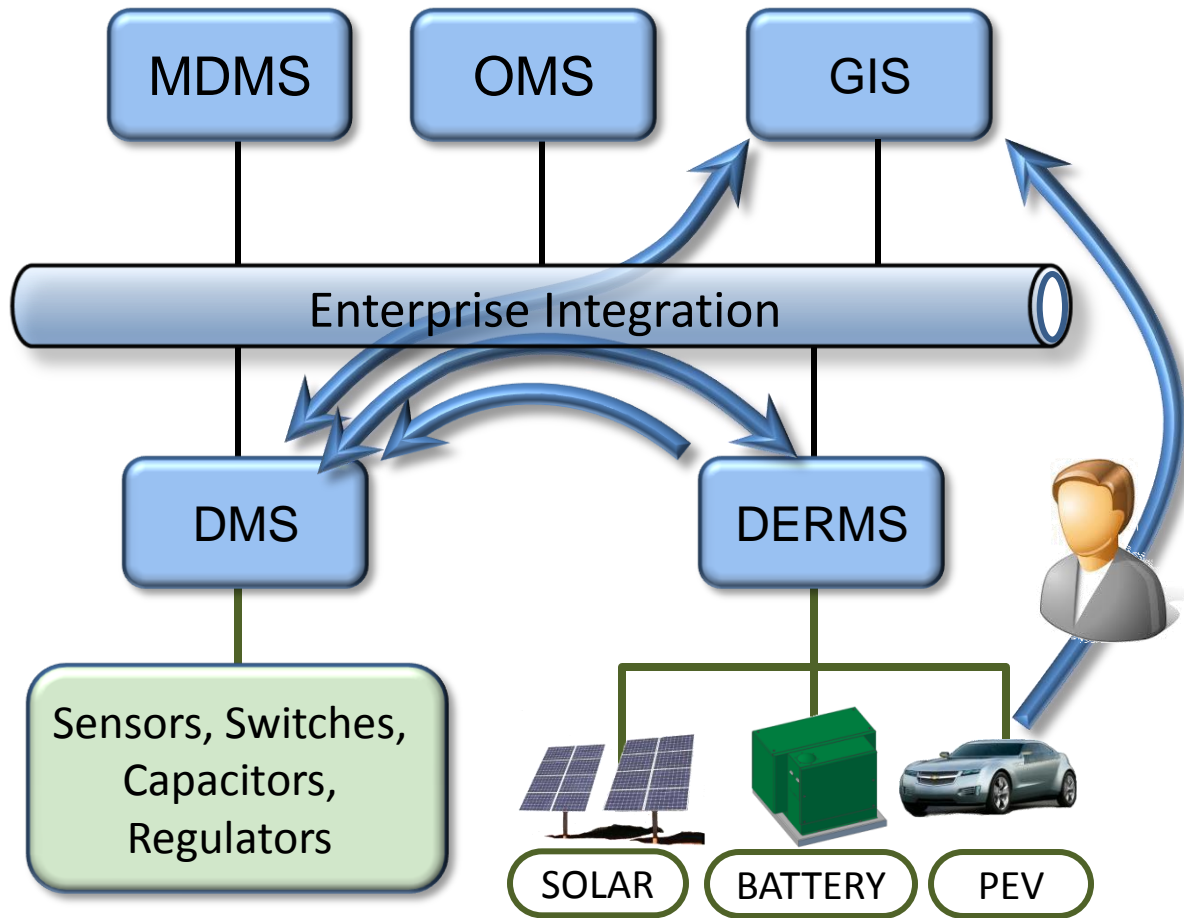 MDMS
OMS
GIS
Enterprise Integration
DMS
DERMS
Sensors, Switches,
Capacitors,
Regulators
SOLAR
BATTERY
PEV